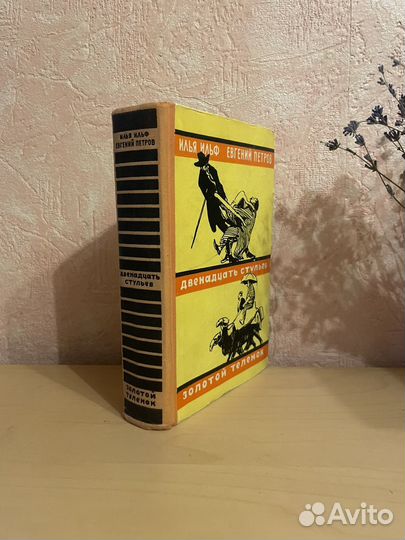 ИЛЬЯ ИЛЬФ
ЕВГЕНИЙ ПЕТРОВ
ДВЕНАДЦАТЬ
СТУЛЬЕВ
ЗОЛОТОЙ
ТЕЛЕНОК
ИЛЬЯ ИЛЬФ ЕВГЕНИЙ ПЕТРОВ
ДВЕНАДЦАТЬ СТУЛЬЕВ
ЗОЛОТОЙ ТЕЛЕНОК
Avito